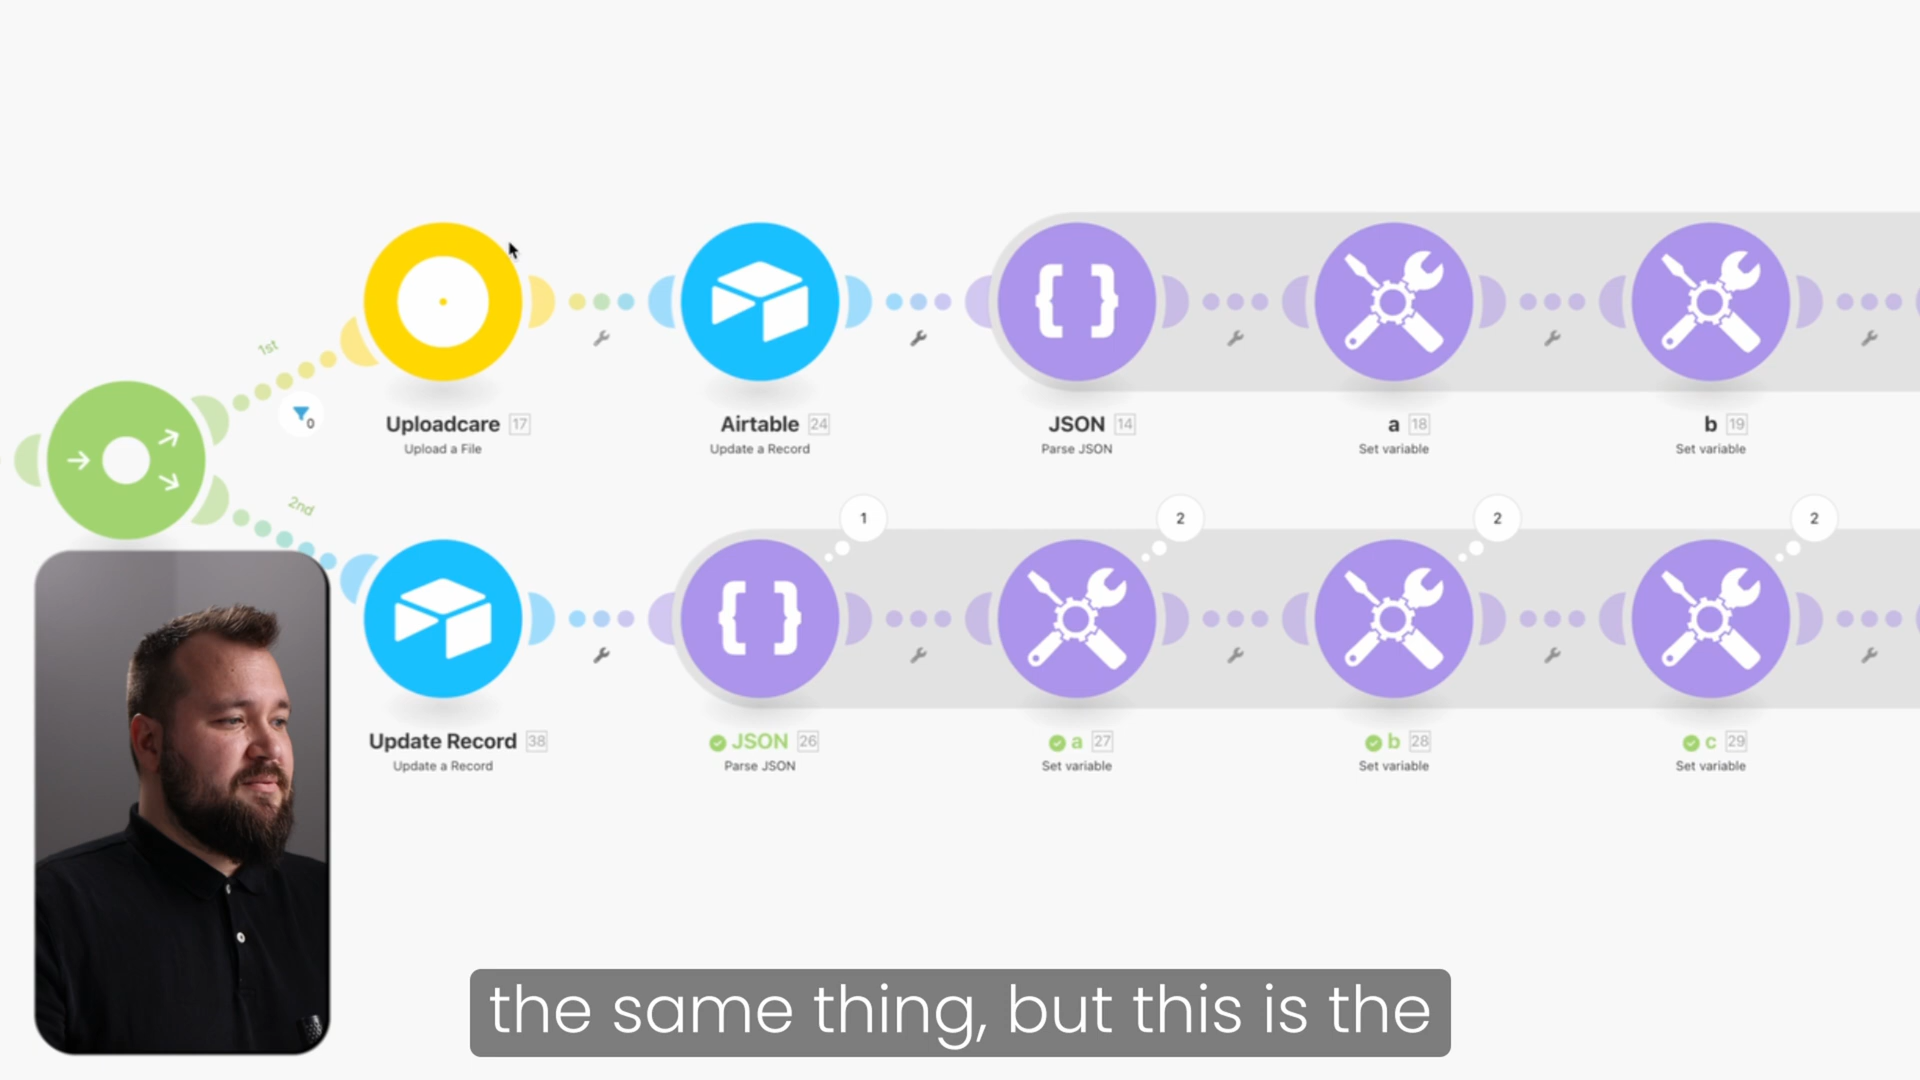 1st
0
Uploadcare 17
Upload a File
Airtable 24
Update a Record
JSON 14
Parse JSON
a 18
Set variable
b 19
Set variable
2nd
1
2
2
2
Update Record 38
Update a Record
JSON 26
Parse JSON
a 27
Set variable
b 28
Set variable
c 29
Set variable
the same thing, but this is the